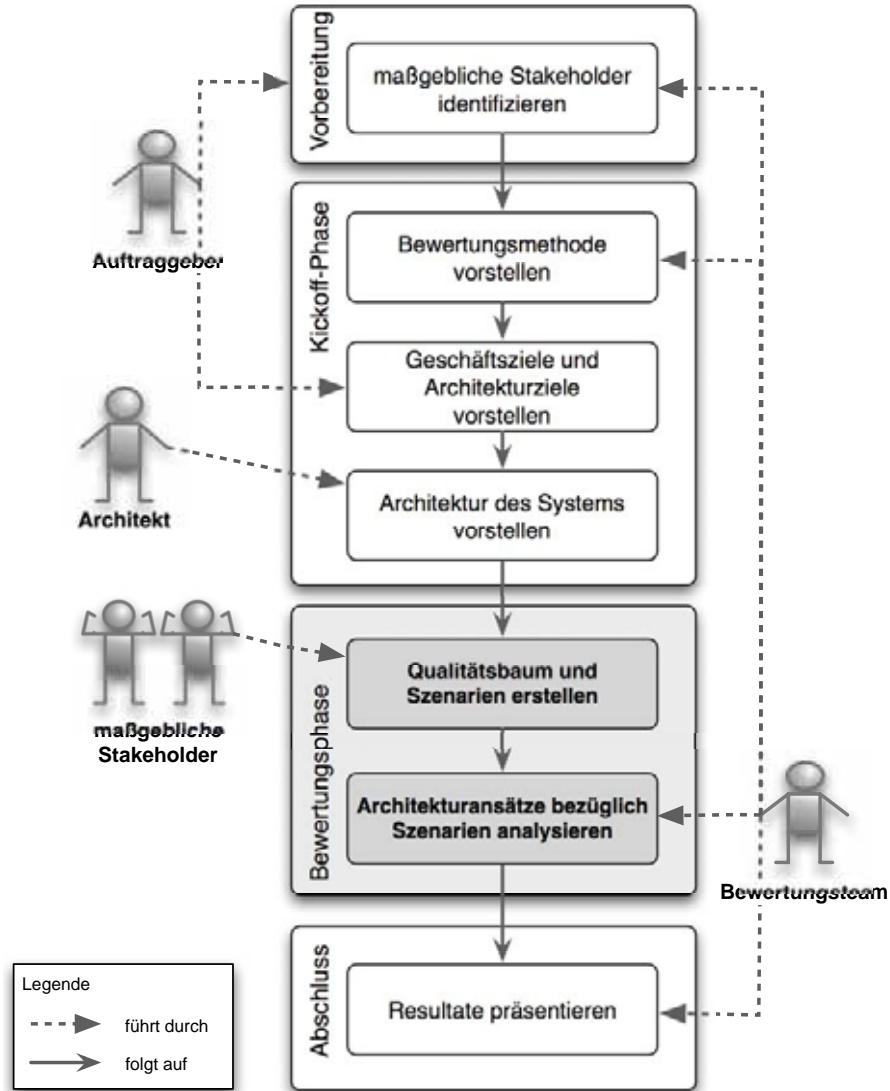 Vorbereitung
maßgebliche Stakeholder
identifizieren
Auftraggeber
Kickoff-Phase
Bewertungsmethode
vorstellen
Geschäftsziele und
Architekturziele
vorstellen
Architekt
Architektur des Systems
vorstellen
maßgebliche
Stakeholder
Bewertungsphase
Qualitätsbaum und
Szenarien erstellen
Architekturansätze bezüglich
Szenarien analysieren
Bewertungsteam
Abschluss
Resultate präsentieren
Legende
führt durch
folgt auf